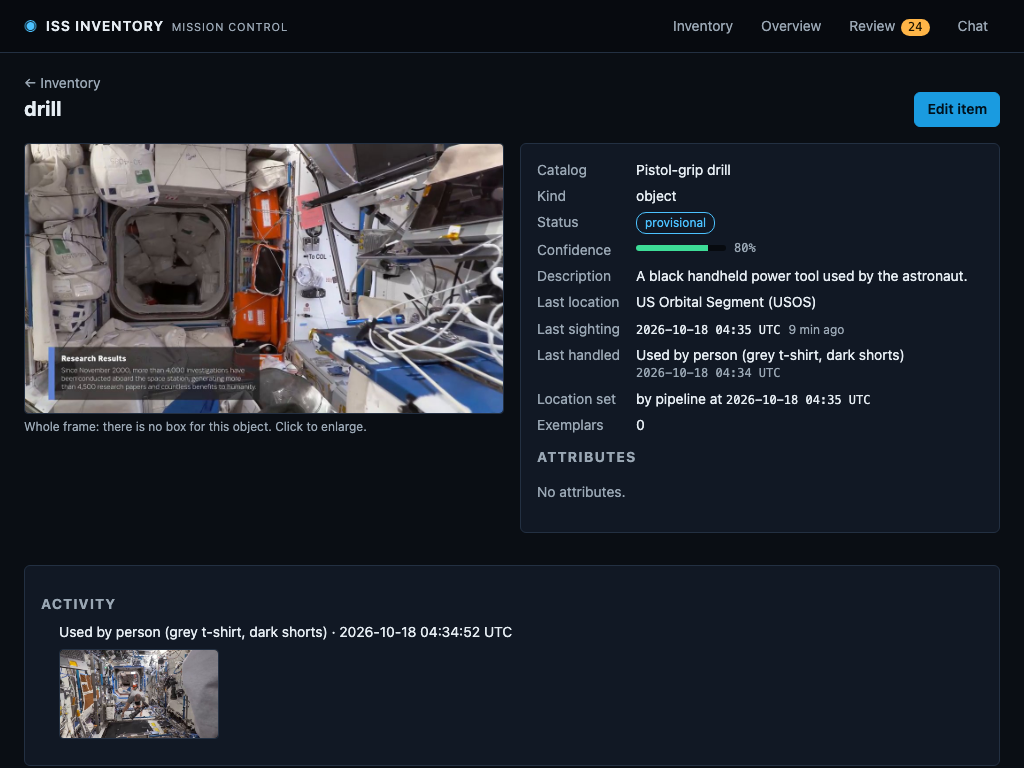 ISS INVENTORY MISSION CONTROL
Inventory
Overview
Review 24
Chat
← Inventory
drill
Edit item
To COL
Research Results
Since November 2000, more than 4,000 investigations have
been conducted aboard the space station, generating more
than 4,500 research papers and countless benefits to humanity.
Whole frame: there is no box for this object. Click to enlarge.
Catalog Pistol-grip drill
Kind object
Status provisional
Confidence 80%
Description A black handheld power tool used by the astronaut.
Last location US Orbital Segment (USOS)
Last sighting 2026-10-18 04:35 UTC 9 min ago
Last handled Used by person (grey t-shirt, dark shorts)
2026-10-18 04:34 UTC
Location set by pipeline at 2026-10-18 04:35 UTC
Exemplars 0
ATTRIBUTES
No attributes.
ACTIVITY
Used by person (grey t-shirt, dark shorts) · 2026-10-18 04:34:52 UTC